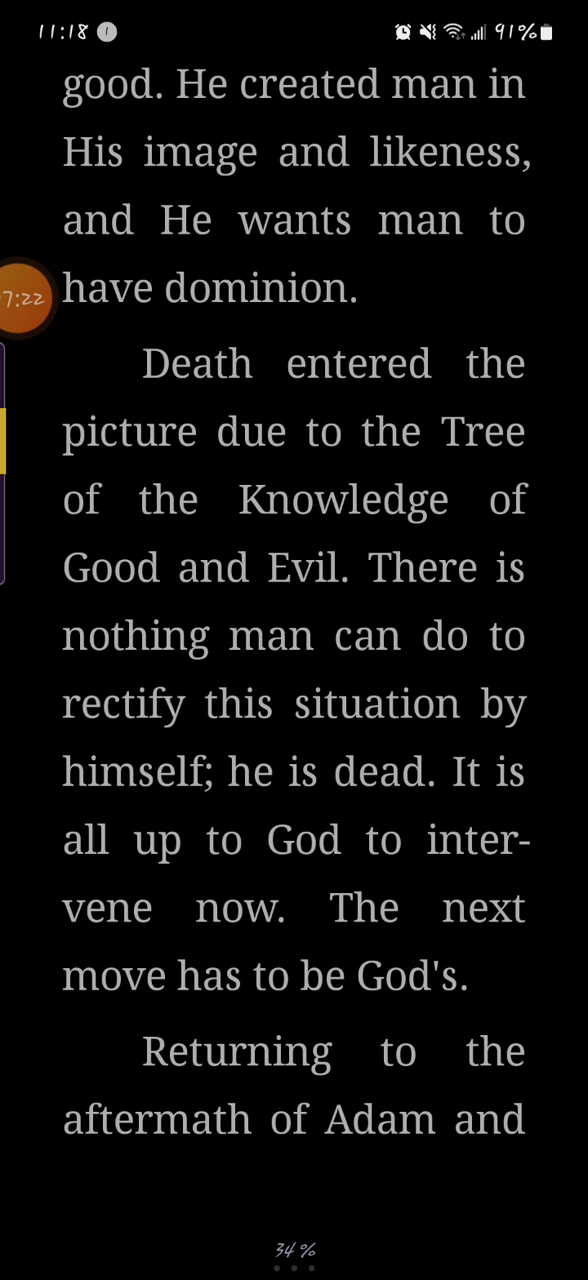 11:18
91%
good. He created man in
His image and likeness,
and He wants man to
7:22
have dominion.
Death entered the
picture due to the Tree
of the Knowledge of
Good and Evil. There is
nothing man can do to
rectify this situation by
himself; he is dead. It is
all up to God to inter-
vene now. The next
move has to be God's.
Returning to the
aftermath of Adam and
34%